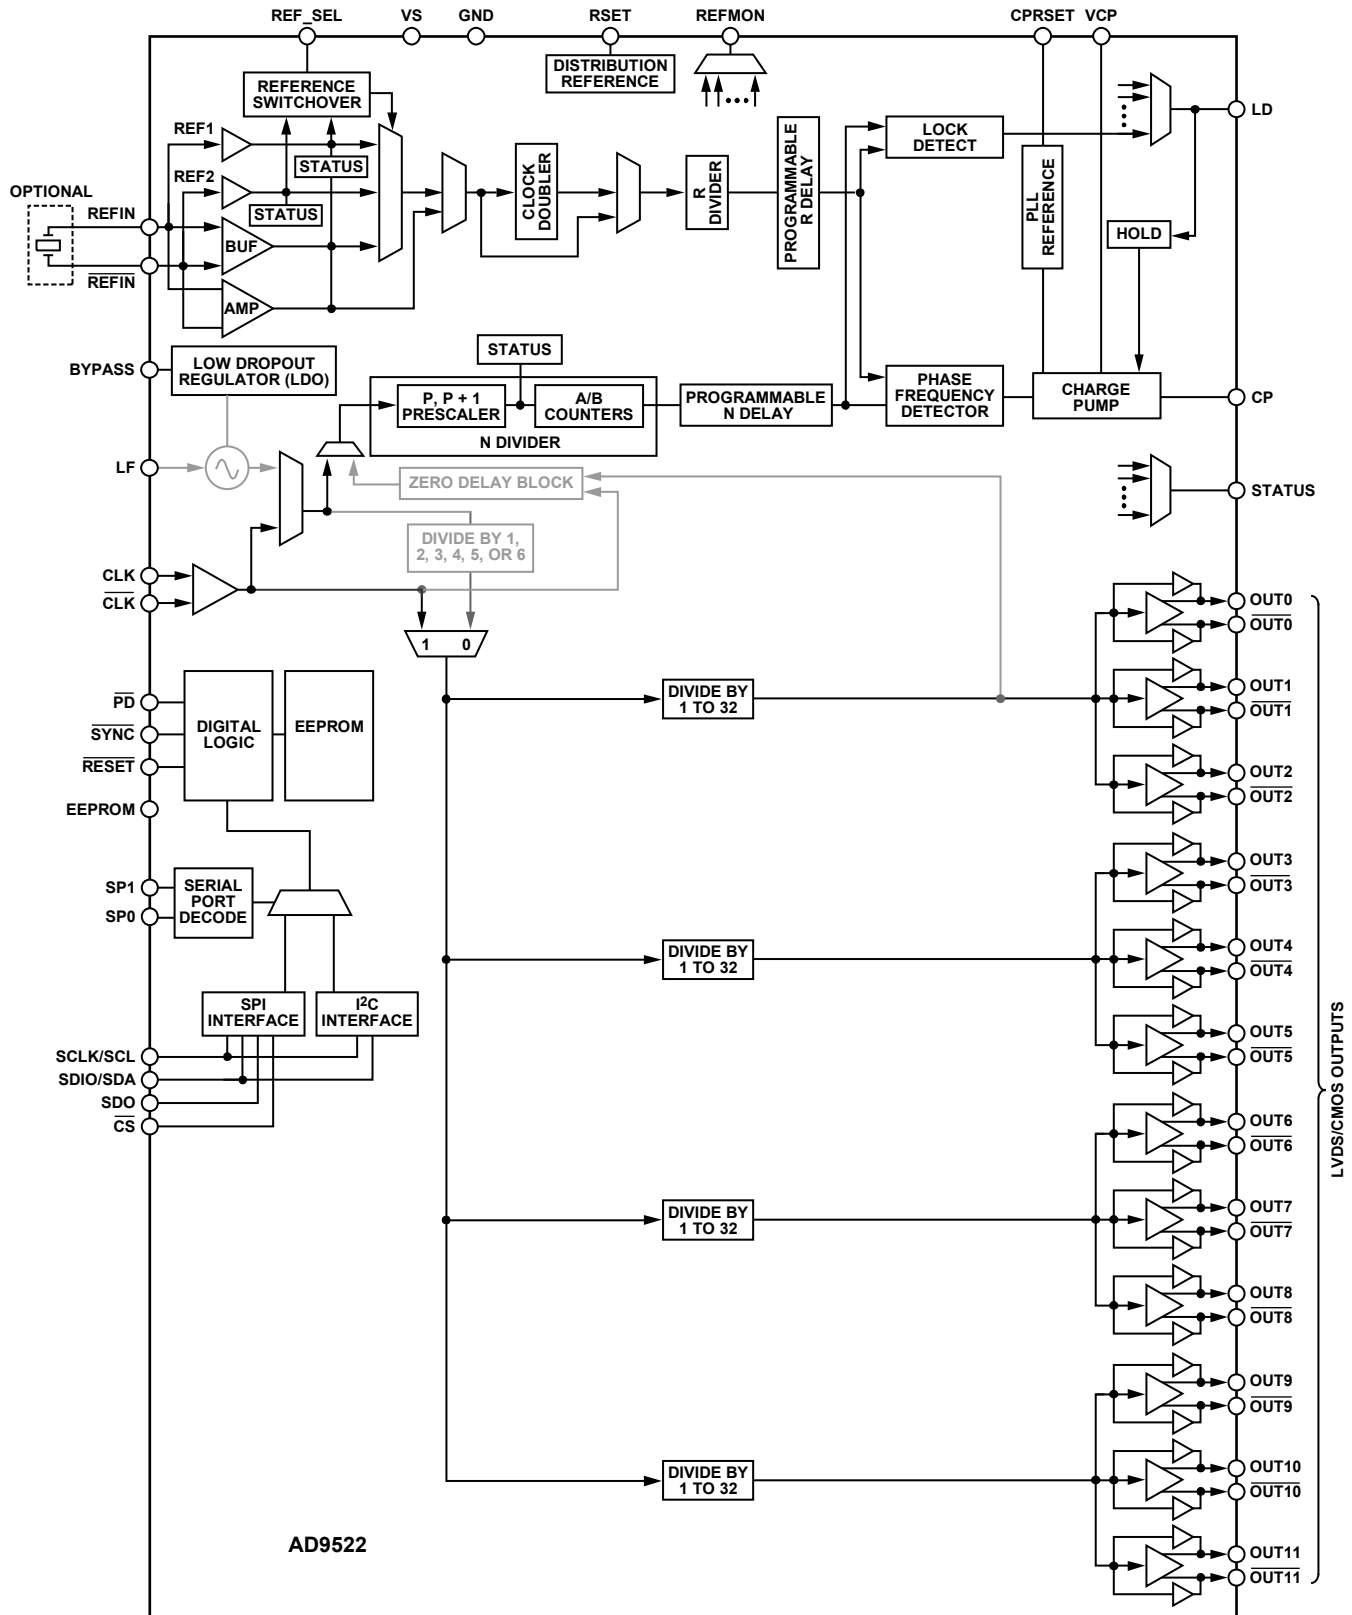 REF_SEL
VS
GND
RSET
REFMON
CPRSET
VCP
REFERENCE
SWITCHOVER
DISTRIBUTION
REFERENCE
REF1
STATUS
REF2
STATUS
OPTIONAL
REFIN
REFIN
BUF
AMP
CLOCK
DOUBLER
R
DIVIDER
PROGRAMMABLE
R DELAY
LOCK
DETECT
PLL
REFERENCE
LD
HOLD
BYPASS
LOW DROPOUT
REGULATOR (LDO)
STATUS
P, P + 1
PRESCALER
A/B
COUNTERS
N DIVIDER
PROGRAMMABLE
N DELAY
PHASE
FREQUENCY
DETECTOR
CHARGE
PUMP
CP
LF
ZERO DELAY BLOCK
STATUS
DIVIDE BY 1,
2, 3, 4, 5, OR 6
CLK
CLK
1 0
OUT0
OUT0
PD
SYNC
RESET
EEPROM
DIGITAL
LOGIC
EEPROM
DIVIDE BY
1 TO 32
OUT1
OUT1
OUT2
OUT2
SP1
SP0
SERIAL
PORT
DECODE
OUT3
OUT3
DIVIDE BY
1 TO 32
OUT4
OUT4
SPI
INTERFACE
I2C
INTERFACE
OUT5
OUT5
SCLK/SCL
SDIO/SDA
SDO
CS
LVDS/CMOS OUTPUTS
OUT6
OUT6
DIVIDE BY
1 TO 32
OUT7
OUT7
OUT8
OUT8
OUT9
OUT9
DIVIDE BY
1 TO 32
OUT10
OUT10
AD9522
OUT11
OUT11